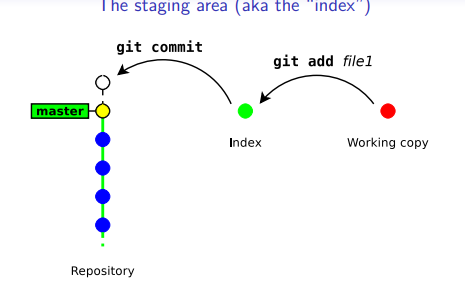 The staging area (aka the "index")
git commit
git add file1
master
Index
Working copy
Repository